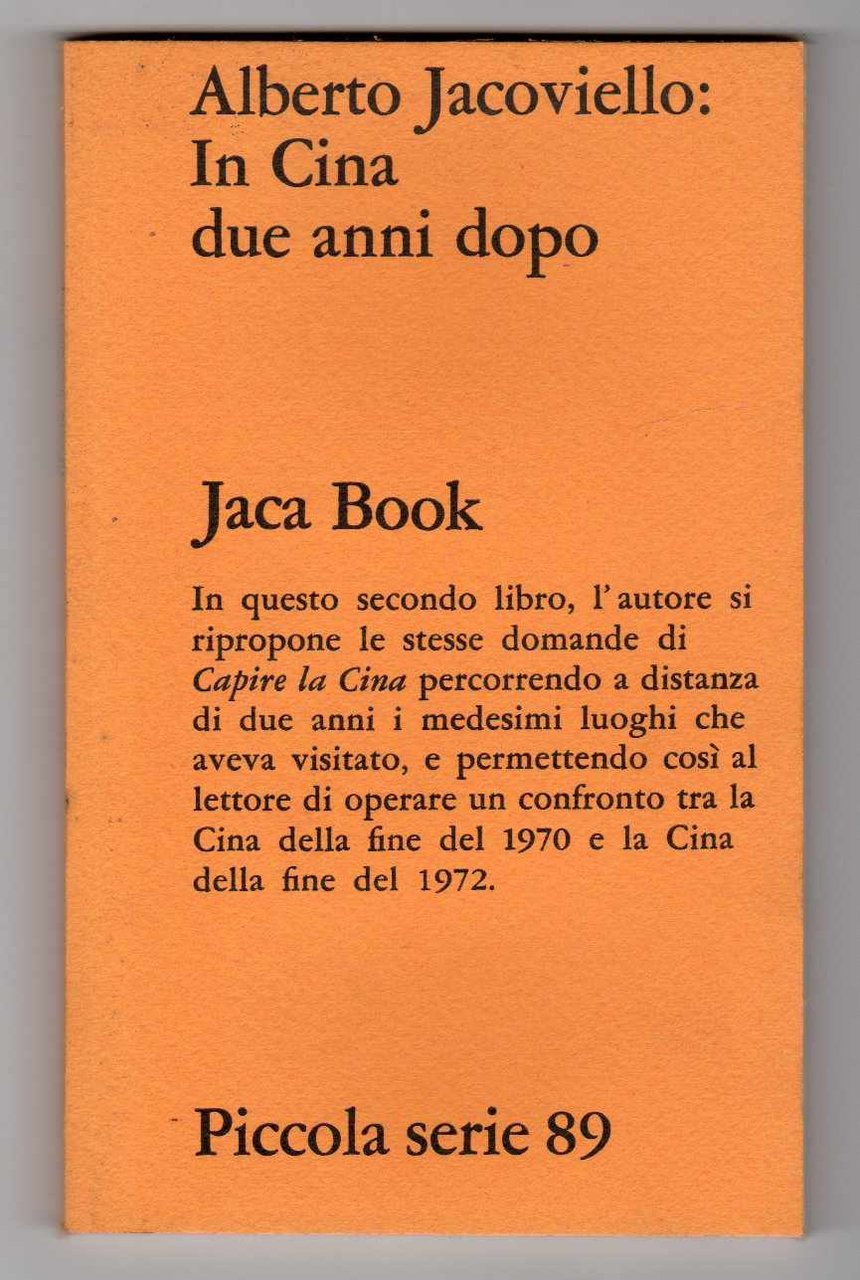 Alberto Jacoviello:
In Cina
due anni dopo
Jaca Book
In questo secondo libro, l'autore si
ripropone le stesse domande di
Capire la Cina percorrendo a distanza
di due anni i medesimi luoghi che
aveva visitato, e permettendo così al
lettore di operare un confronto tra la
Cina della fine del 1970 e la Cina
della fine del 1972.
Piccola serie 89